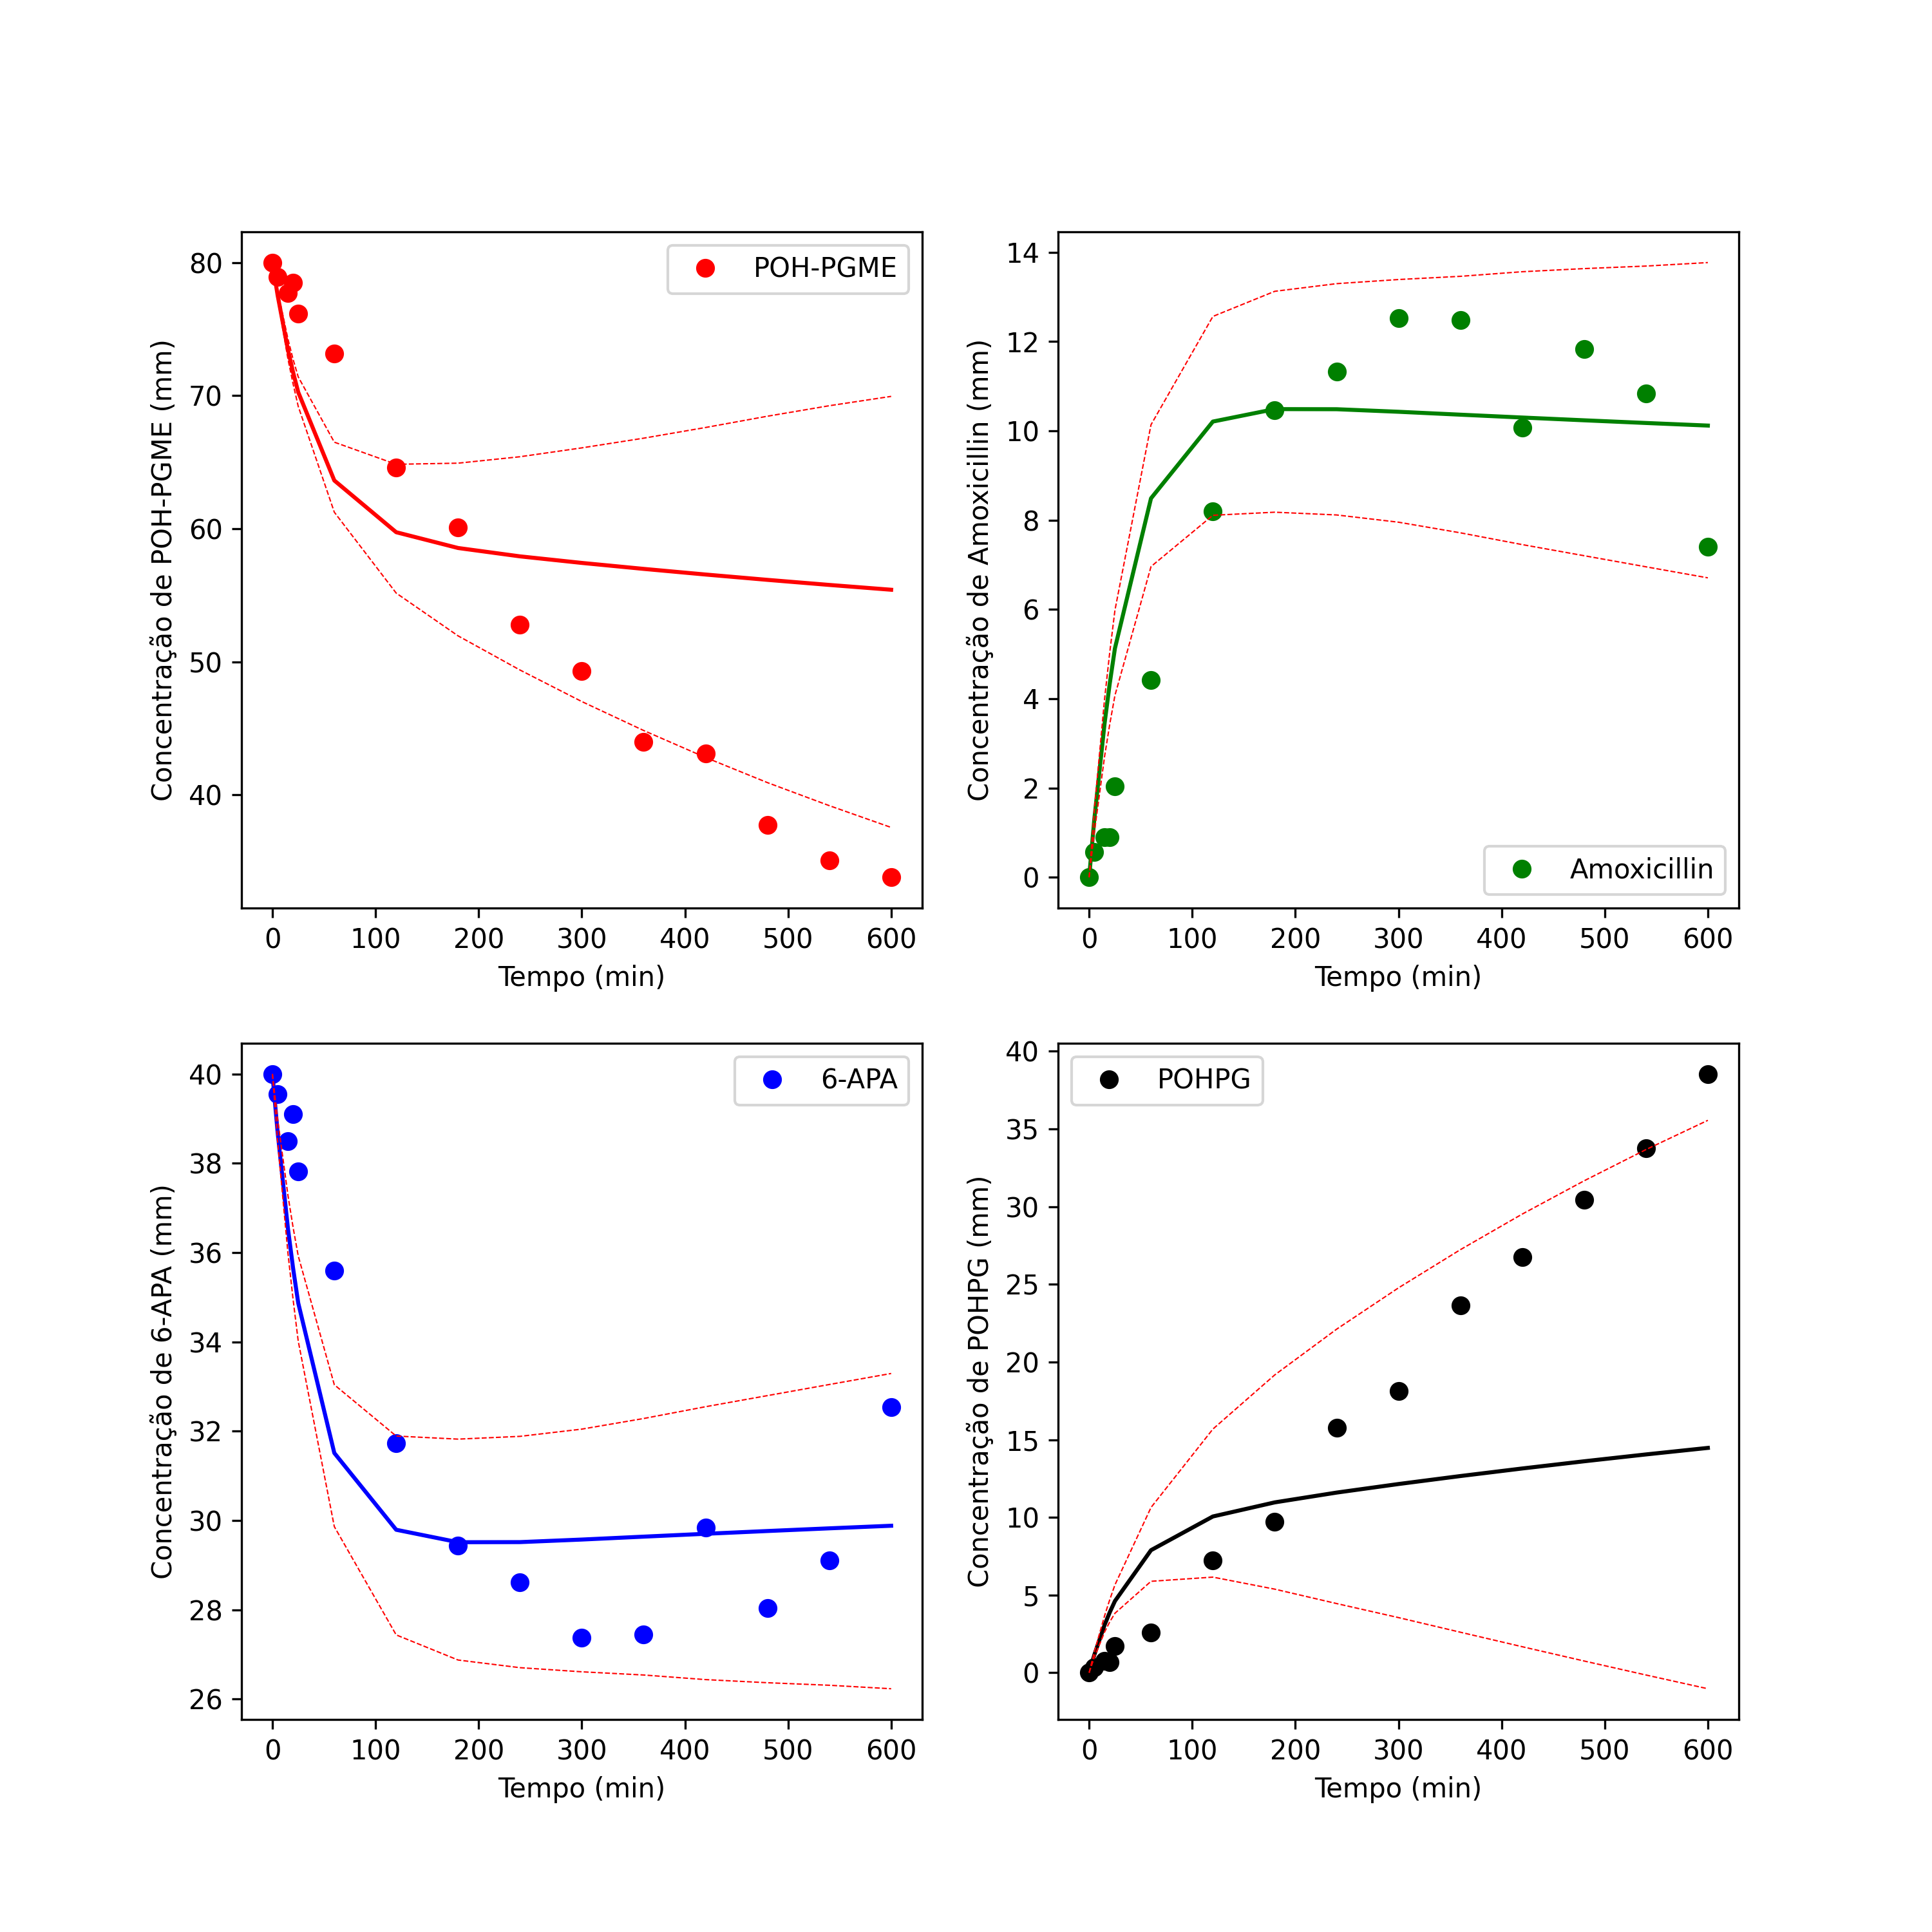 POH-PGME
Concentração de POH-PGME (mm)
80
70
60
50
40
0 100 200 300 400 500 600
Tempo (min)
Amoxicillin
Concentração de Amoxicillin (mm)
14
12
10
8
6
4
2
0
0 100 200 300 400 500 600
Tempo (min)
6-APA
Concentração de 6-APA (mm)
40
38
36
34
32
30
28
26
0 100 200 300 400 500 600
Tempo (min)
POHPG
Concentração de POHPG (mm)
40
35
30
25
20
15
10
5
0
0 100 200 300 400 500 600
Tempo (min)